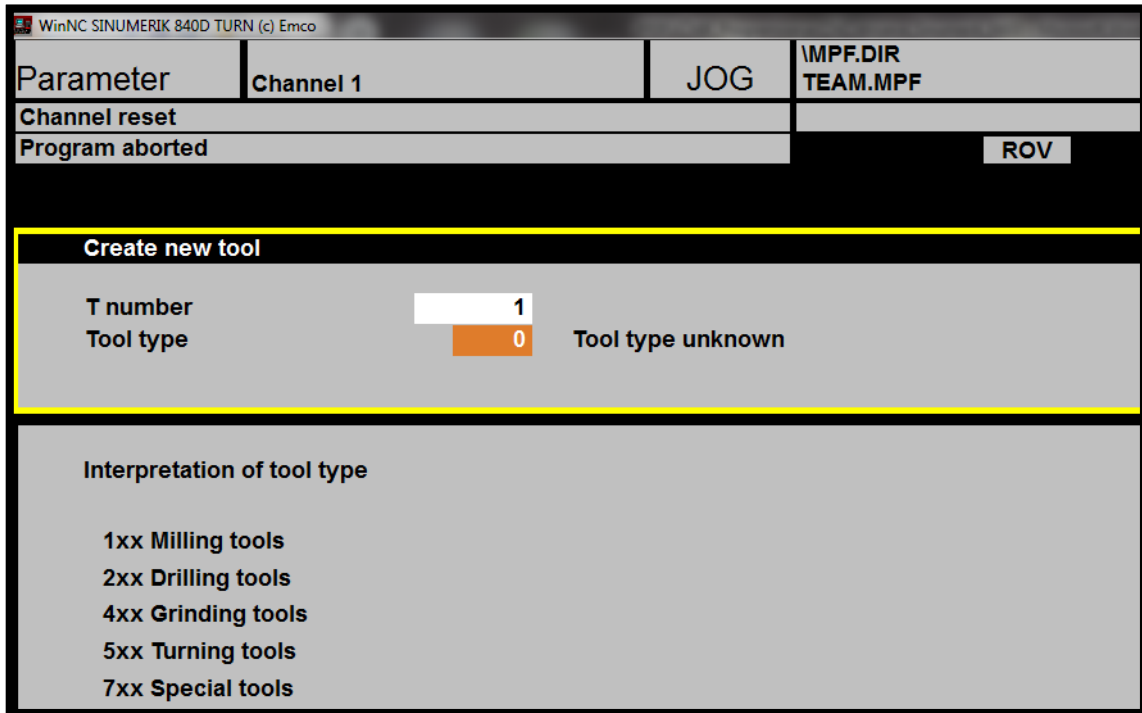 WinNC SINUMERIK 840D TURN (c) Emco
Parameter Channel 1 JOG \MPF.DIR
TEAM.MPF
Channel reset
Program aborted ROV
Create new tool
T number 1
Tool type 0 Tool type unknown
Interpretation of tool type
1xx Milling tools
2xx Drilling tools
4xx Grinding tools
5xx Turning tools
7xx Special tools